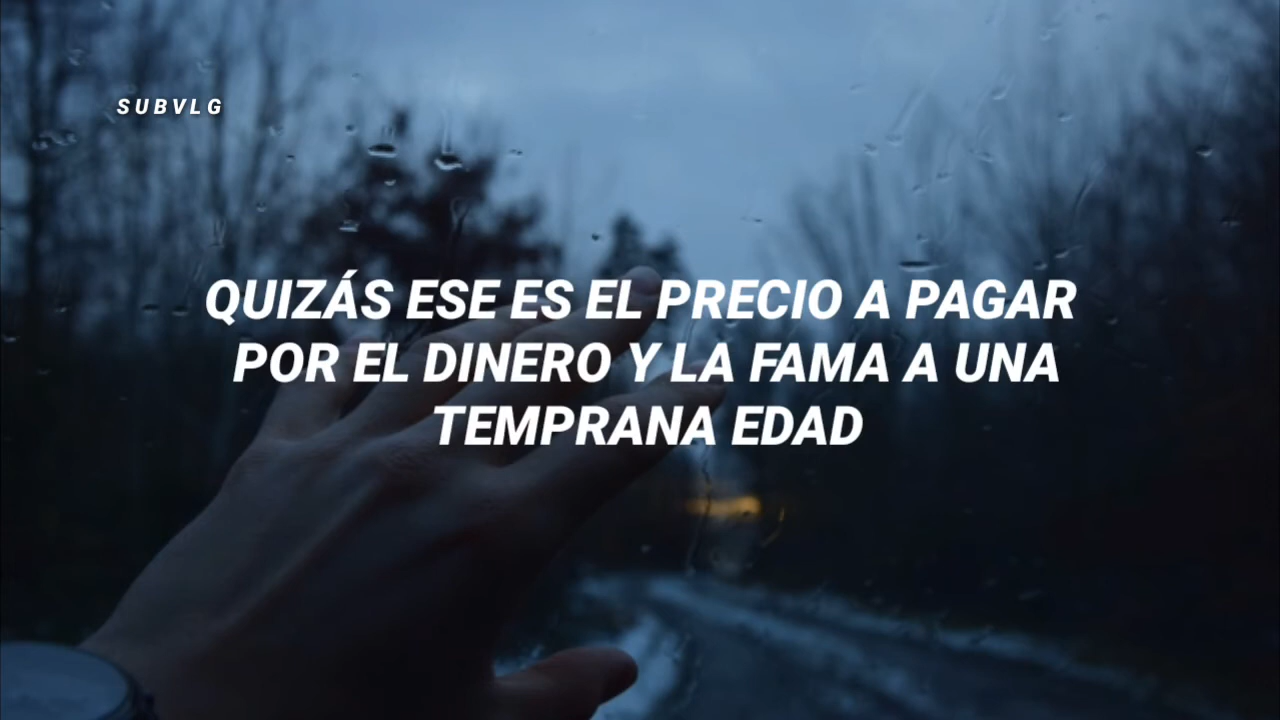 SUBVLG
QUIZÁS ESE ES EL PRECIO A PAGAR
POR EL DINERO Y LA FAMA A UNA
TEMPRANA EDAD